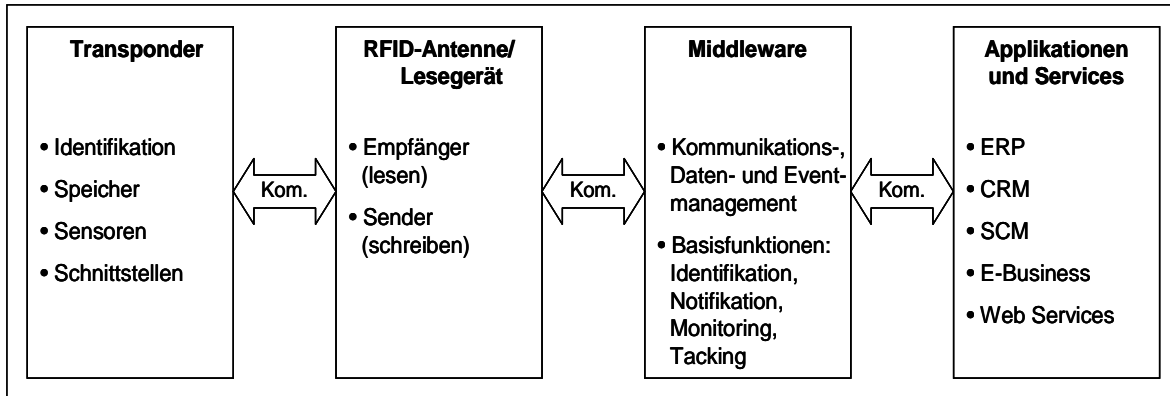 Transponder
• Identifikation
• Speicher
• Sensoren
• Schnittstellen
Kom.
RFID-Antenne/
Lesegerät
• Empfänger
(lesen)
• Sender
(schreiben)
Kom.
Middleware
• Kommunikations-,
Daten- und Event-
management
• Basisfunktionen:
Identifikation,
Notifikation,
Monitoring,
Tacking
Kom.
Applikationen
und Services
• ERP
• CRM
• SCM
• E-Business
• Web Services